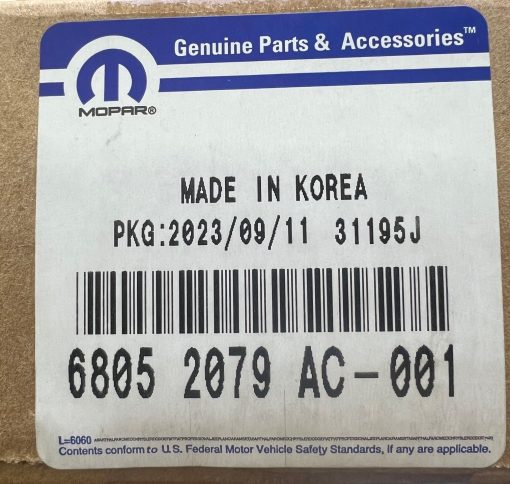 Genuine Parts & Accessories™
MOPAR®
MADE IN KOREA
PKG:2023/09/11 31195J
6805 2079 AC-001
L=6060
Contents conform to U.S. Federal Motor Vehicle Safety Standards, if any are applicable.